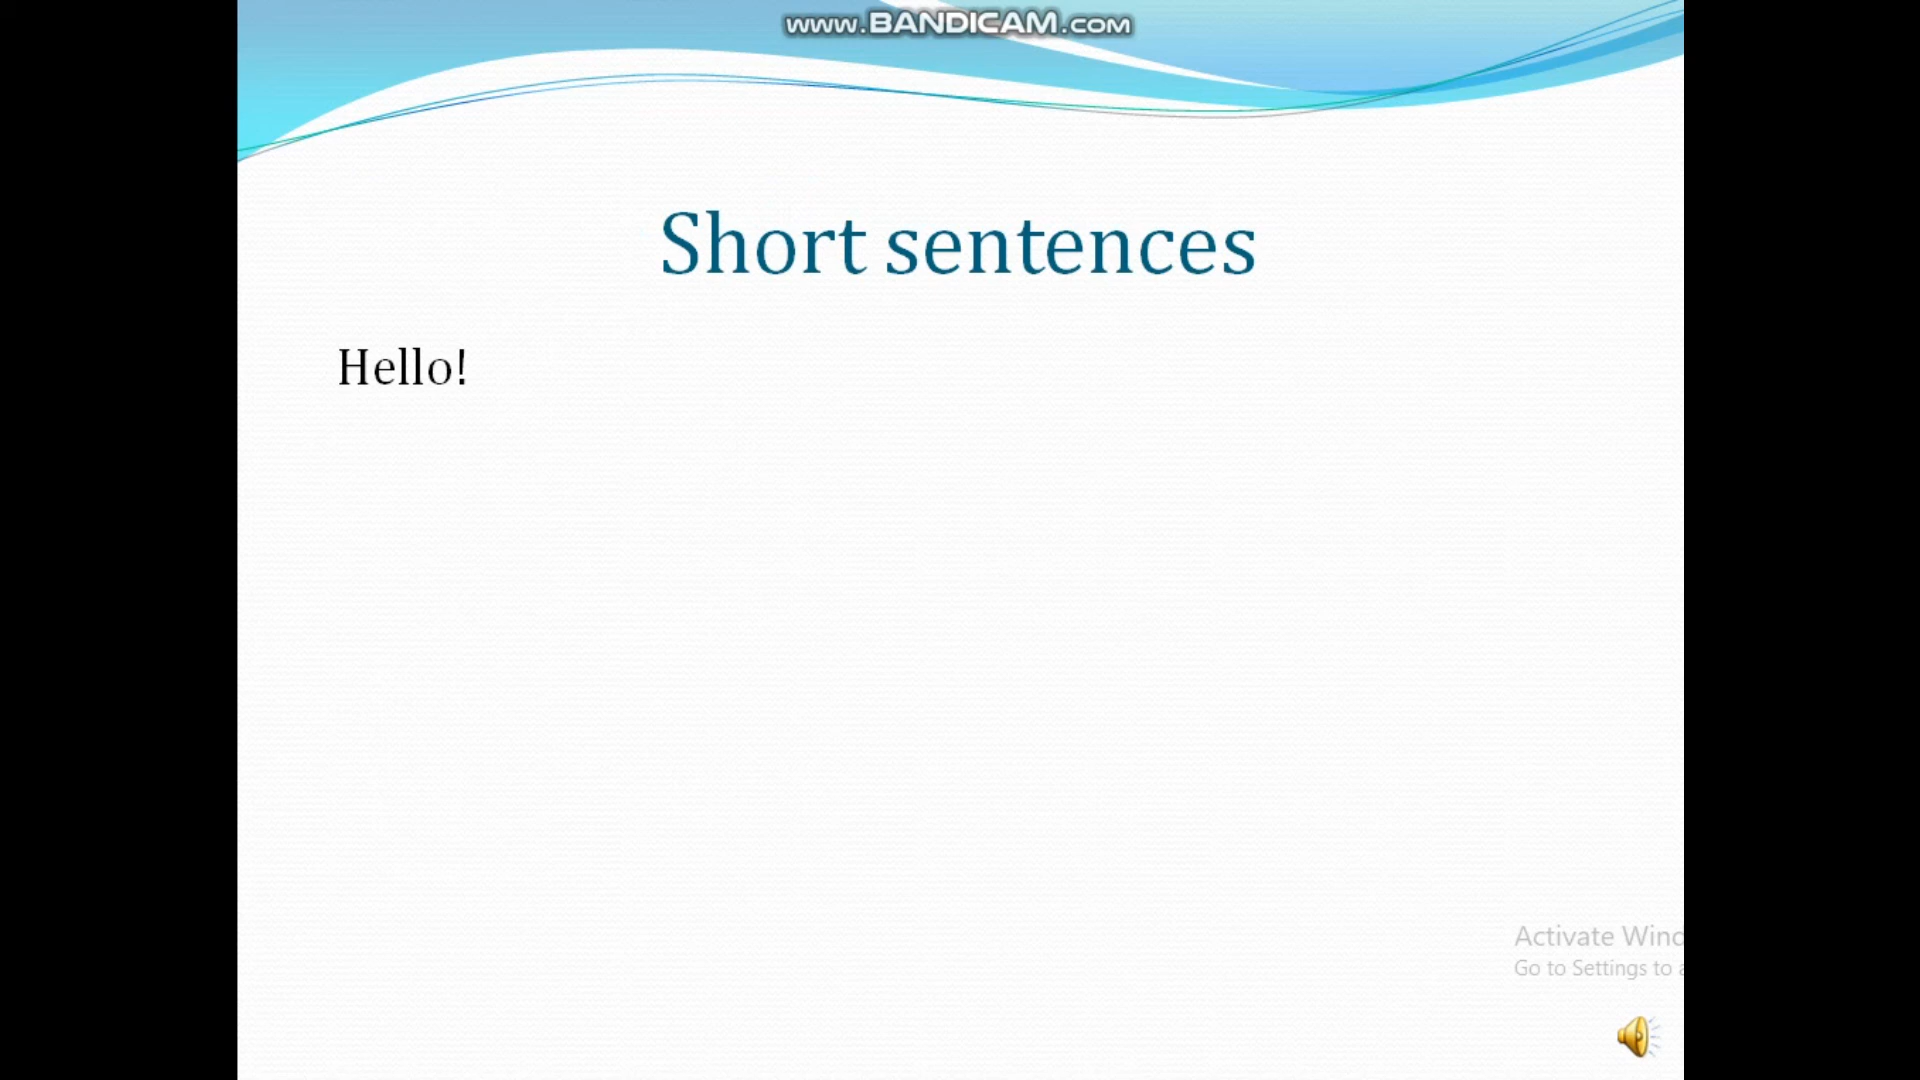 www.BANDICAM.com
Short sentences
Hello!
Activate Wind
Go to Settings to a